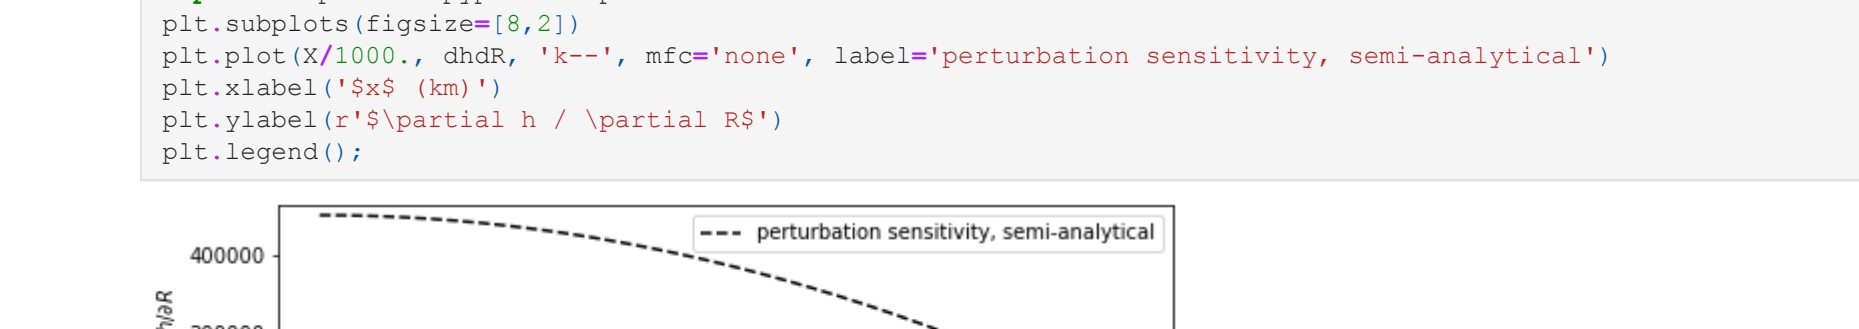 plt.subplots(figsize=[8,2])
plt.plot(X/1000., dhdR, 'k--', mfc='none', label='perturbation sensitivity, semi-analytical')
plt.xlabel('$x$ (km)')
plt.ylabel(r'$\partial h / \partial R$')
plt.legend();
perturbation sensitivity, semi-analytical
400000
h/∂R